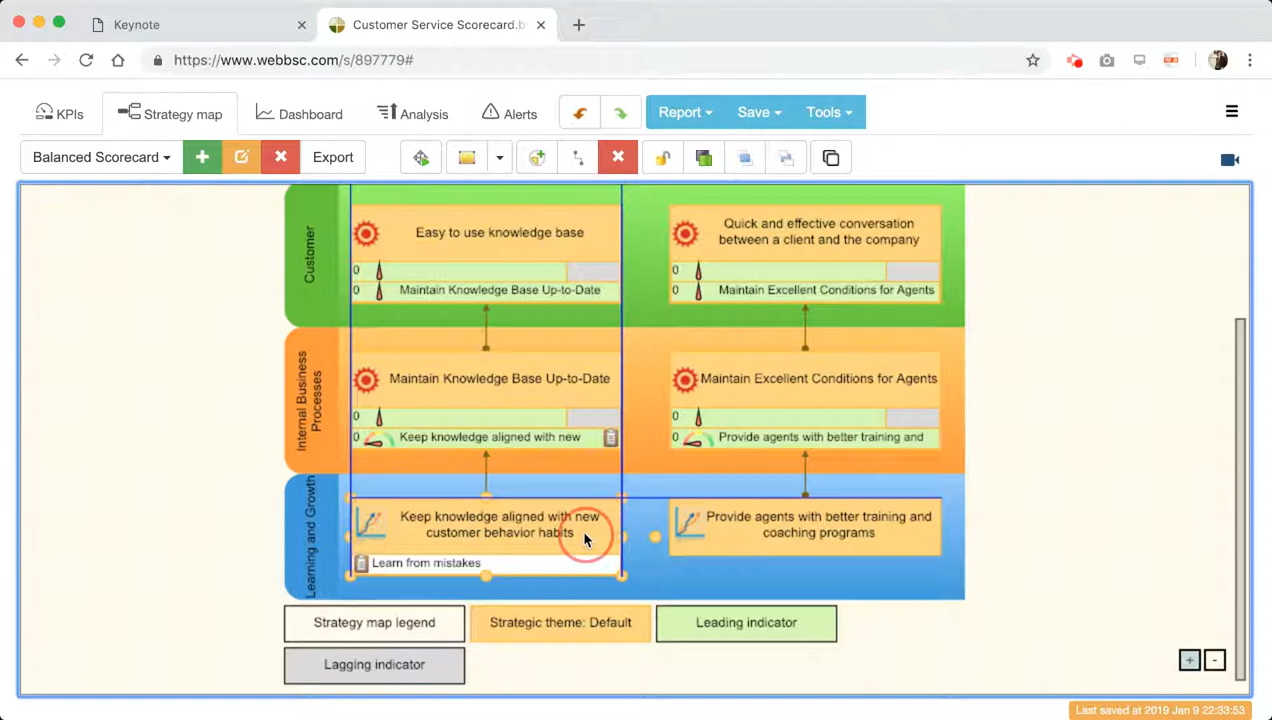 Keynote
Customer Service Scorecard.b
https://www.webbsc.com/s/897779#
KPIs
Strategy map
Dashboard
Analysis
Alerts
Report
Save
Tools
Balanced Scorecard
Export
Customer
Easy to use knowledge base
0
0 Maintain Knowledge Base Up-to-Date
Quick and effective conversation
between a client and the company
0
0 Maintain Excellent Conditions for Agents
Internal Business
Processes
Maintain Knowledge Base Up-to-Date
0
0 Keep knowledge aligned with new
Maintain Excellent Conditions for Agents
0
0 Provide agents with better training and
Learning and Growth
Keep knowledge aligned with new
customer behavior habits
Learn from mistakes
Provide agents with better training and
coaching programs
Strategy map legend
Strategic theme: Default
Leading indicator
Lagging indicator
+ -
Last saved at 2019 Jan 9 22:33:53